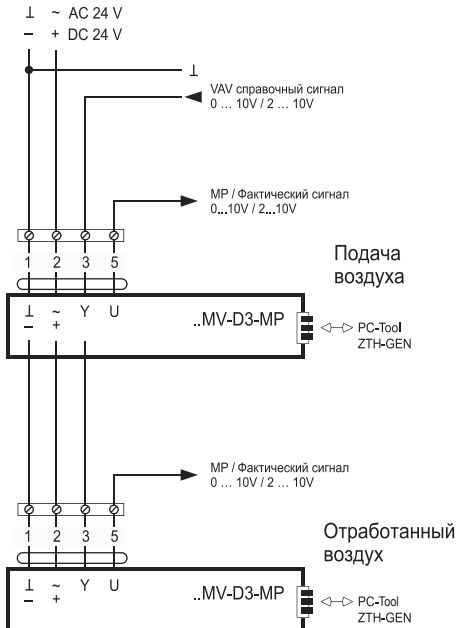 ⊥ ~ AC 24 V
– + DC 24 V
⊥
VAV справочный сигнал
0 ... 10V / 2 ... 10V
MP / Фактический сигнал
0...10V / 2...10V
1 2 3 5
Подача
воздуха
⊥ ~ Y U
– +
..MV-D3-MP
PC-Tool
ZTH-GEN
MP / Фактический сигнал
0 ... 10V / 2 ... 10V
1 2 3 5
Отработанный
воздух
⊥ ~ Y U
– +
..MV-D3-MP
PC-Tool
ZTH-GEN